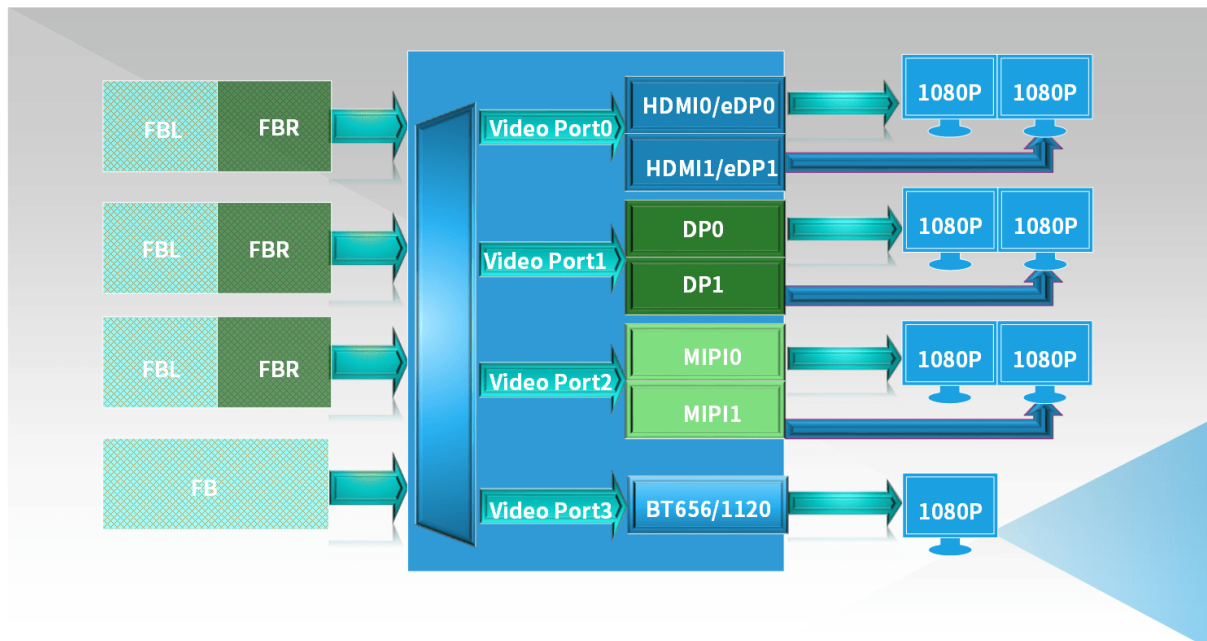 FBL FBR
Video Port0
HDMI0/eDP0
HDMI1/eDP1
1080P 1080P
FBL FBR
Video Port1
DP0
DP1
1080P 1080P
FBL FBR
Video Port2
MIPI0
MIPI1
1080P 1080P
FB
Video Port3
BT656/1120
1080P